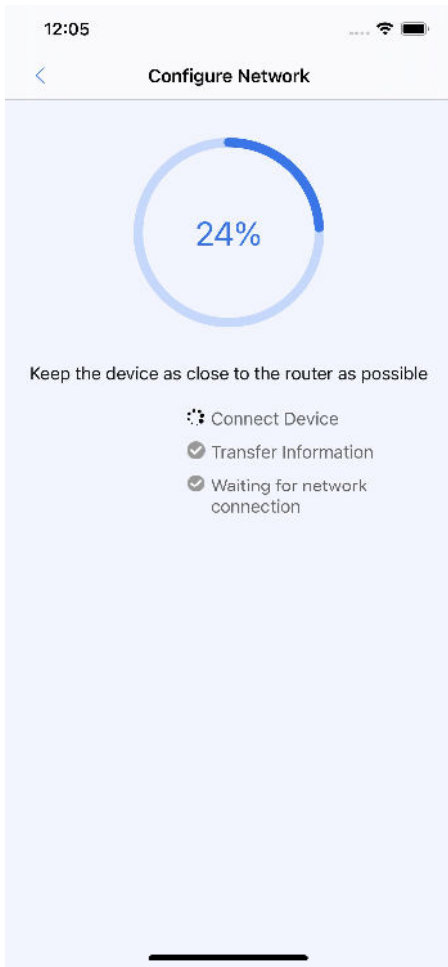 12:05
Configure Network
24%
Keep the device as close to the router as possible
Connect Device
Transfer Information
Waiting for network
connection